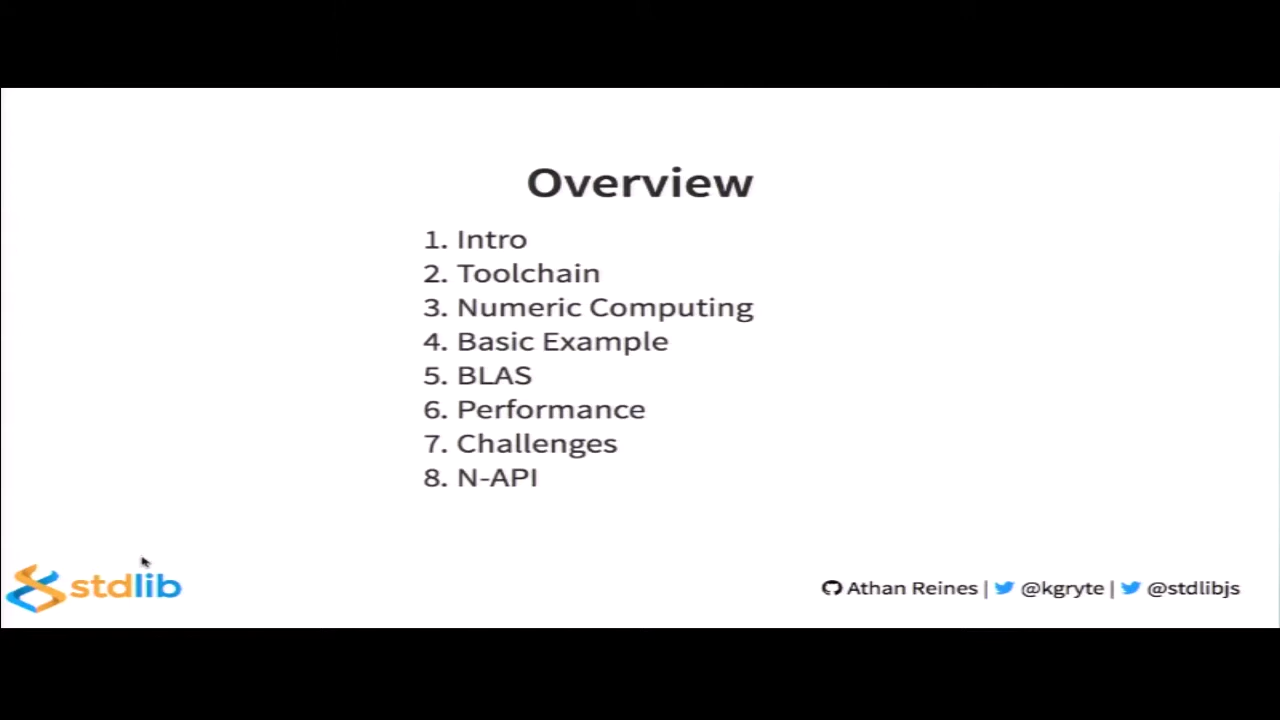 Overview
1. Intro
2. Toolchain
3. Numeric Computing
4. Basic Example
5. BLAS
6. Performance
7. Challenges
8. N-API
stdlib
Athan Reines | @kgryte | @stdlibjs